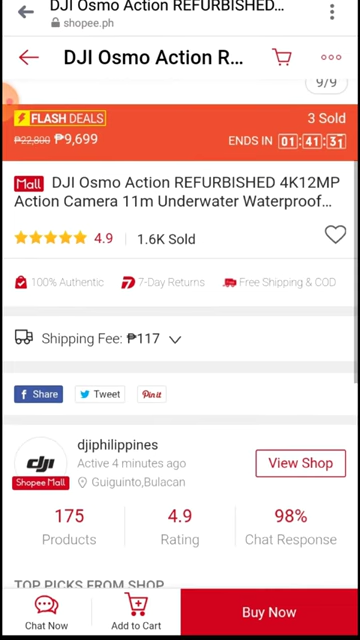 DJI Osmo Action REFURBISHED...
shopee.ph
DJI Osmo Action R...
9/9
FLASH DEALS
3 Sold
₱22,800 ₱9,699
ENDS IN 01:41:31
Mall DJI Osmo Action REFURBISHED 4K12MP
Action Camera 11m Underwater Waterproof...
4.9 1.6K Sold
100% Authentic 7-Day Returns Free Shipping & COD
Shipping Fee: ₱117
f Share Tweet Pin it
djiphilippines
Active 4 minutes ago
View Shop
dji
Shopee Mall
Guiguinto,Bulacan
175 4.9 98%
Products Rating Chat Response
TOP PICKS FROM SHOP
Chat Now Add to Cart Buy Now